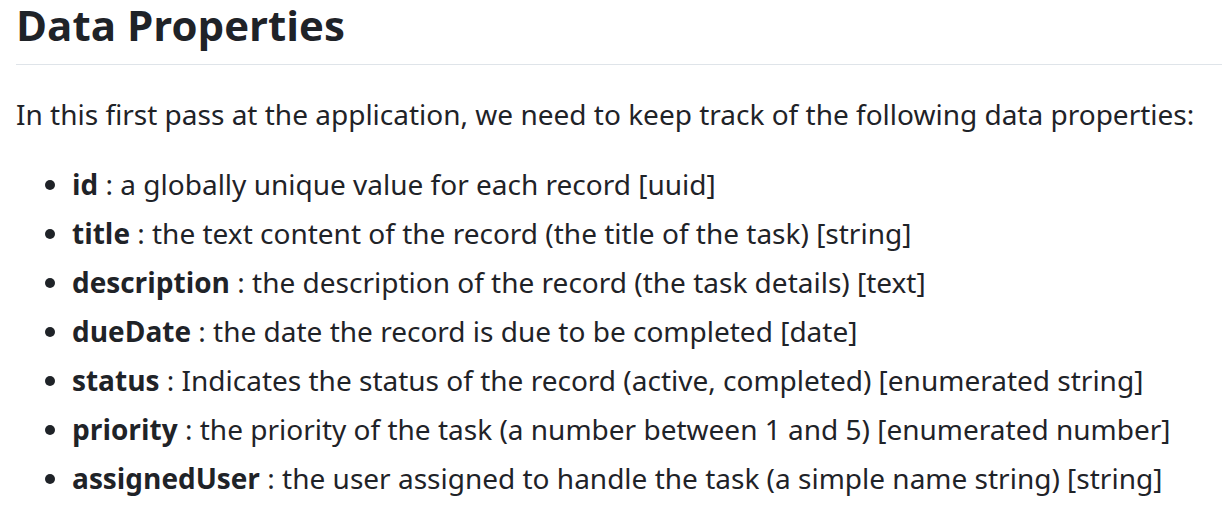 Data Properties
In this first pass at the application, we need to keep track of the following data properties:
• id : a globally unique value for each record [uuid]
• title : the text content of the record (the title of the task) [string]
• description : the description of the record (the task details) [text]
• dueDate : the date the record is due to be completed [date]
• status : Indicates the status of the record (active, completed) [enumerated string]
• priority : the priority of the task (a number between 1 and 5) [enumerated number]
• assignedUser : the user assigned to handle the task (a simple name string) [string]